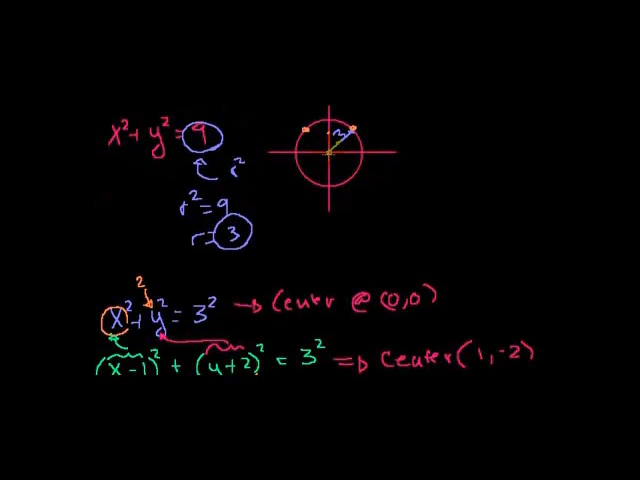 x² + y² = 9
3
r²
r² = 9
r = 3
2
x² + y² = 3² → Center @ (0,0)
(x-1)² + (y+2)² = 3² ⇒ center (1,-2)